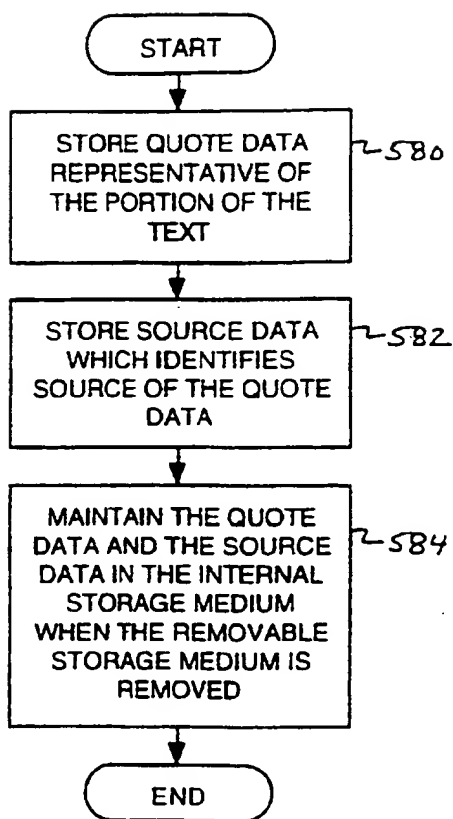 START
STORE QUOTE DATA
REPRESENTATIVE OF
THE PORTION OF THE
TEXT
580
STORE SOURCE DATA
WHICH IDENTIFIES
SOURCE OF THE QUOTE
DATA
582
MAINTAIN THE QUOTE
DATA AND THE SOURCE
DATA IN THE INTERNAL
STORAGE MEDIUM
WHEN THE REMOVABLE
STORAGE MEDIUM IS
REMOVED
584
END